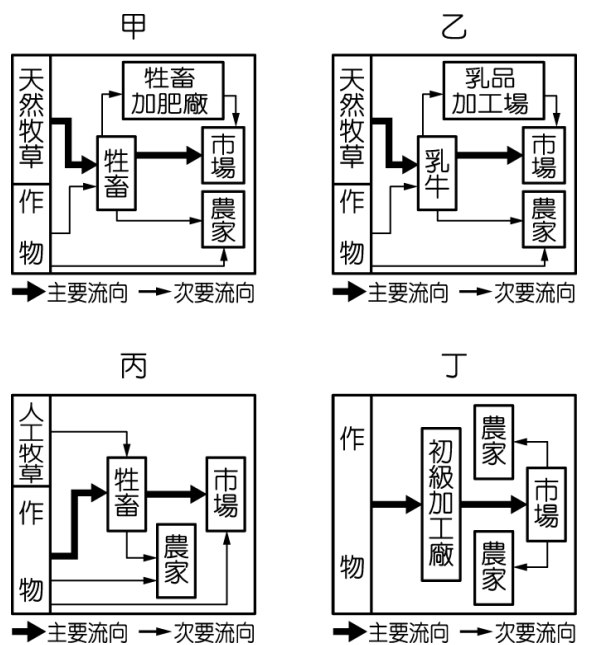 甲
天然牧草
作物
牲畜
加肥廠
牲畜
市場
農家
主要流向 次要流向
乙
天然牧草
作物
乳品
加工場
乳牛
市場
農家
主要流向 次要流向
丙
人工牧草
作物
牲畜
市場
農家
主要流向 次要流向
丁
作物
初級加工廠
農家
市場
農家
主要流向 次要流向